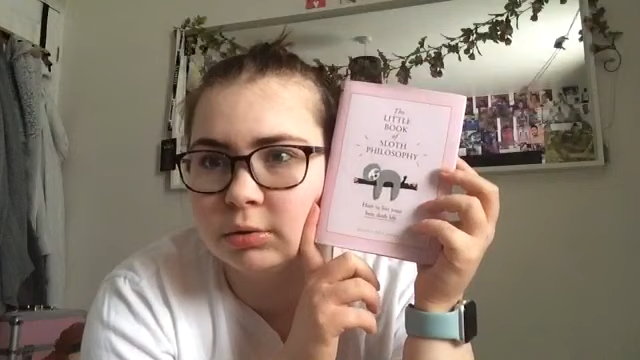 The
LITTLE
BOOK
of
SLOTH
PHILOSOPHY
How to live your
best sloth life